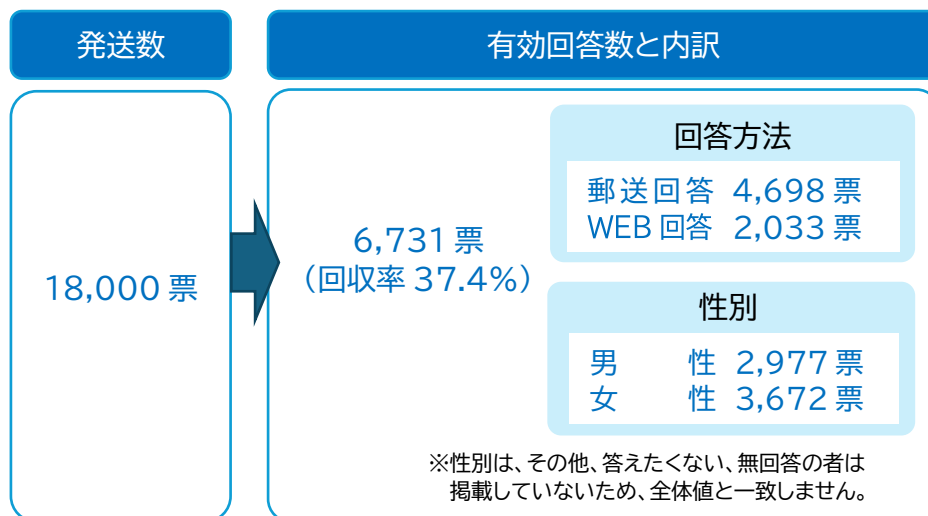 発送数
有効回答数と内訳
18,000 票
6,731 票
（回収率 37.4%）
回答方法
郵送回答 4,698 票
WEB 回答 2,033 票
性別
男　　性 2,977 票
女　　性 3,672 票
※性別は、その他、答えたくない、無回答の者は
掲載していないため、全体値と一致しません。